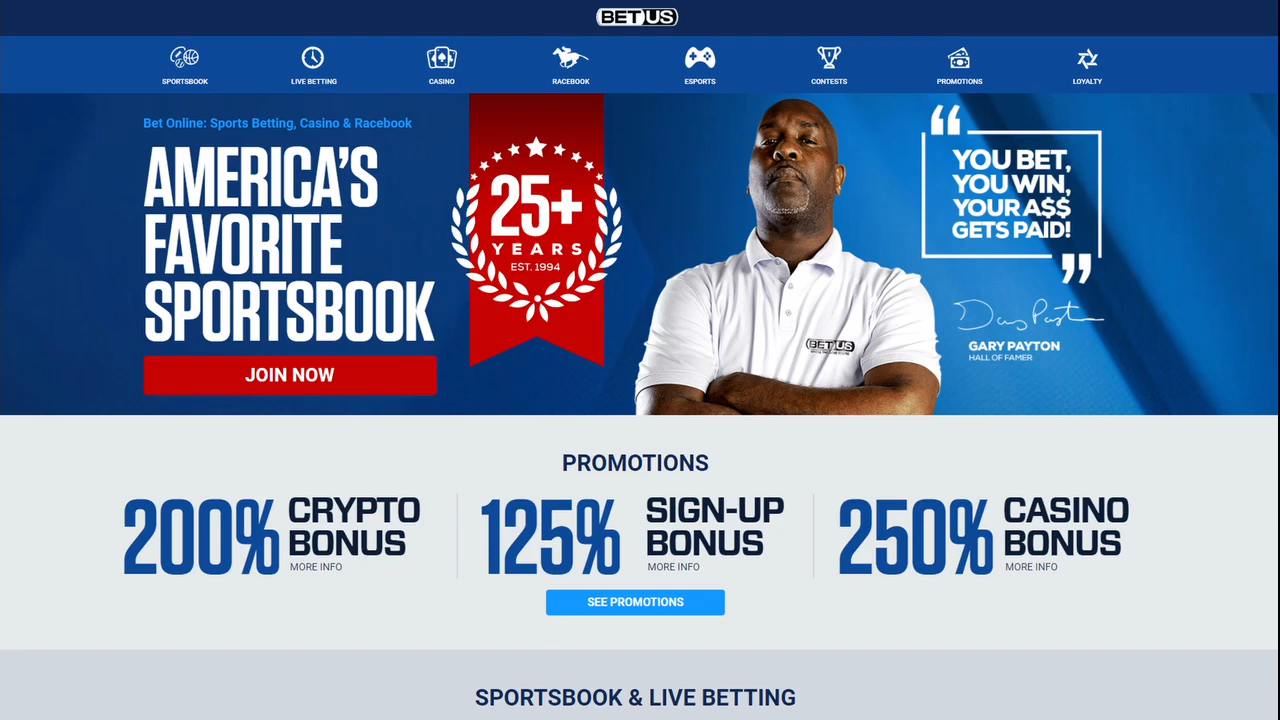 BETUS
SPORTSBOOK
LIVE BETTING
CASINO
RACEBOOK
ESPORTS
CONTESTS
PROMOTIONS
LOYALTY
Bet Online: Sports Betting, Casino & Racebook
AMERICA'S
FAVORITE
SPORTSBOOK
JOIN NOW
25+
YEARS
EST. 1994
BETUS
“
YOU BET,
YOU WIN,
YOUR A$$
GETS PAID!
”
Gary Payton
GARY PAYTON
HALL OF FAMER
PROMOTIONS
200% CRYPTO
BONUS
MORE INFO
125% SIGN-UP
BONUS
MORE INFO
250% CASINO
BONUS
MORE INFO
SEE PROMOTIONS
SPORTSBOOK & LIVE BETTING